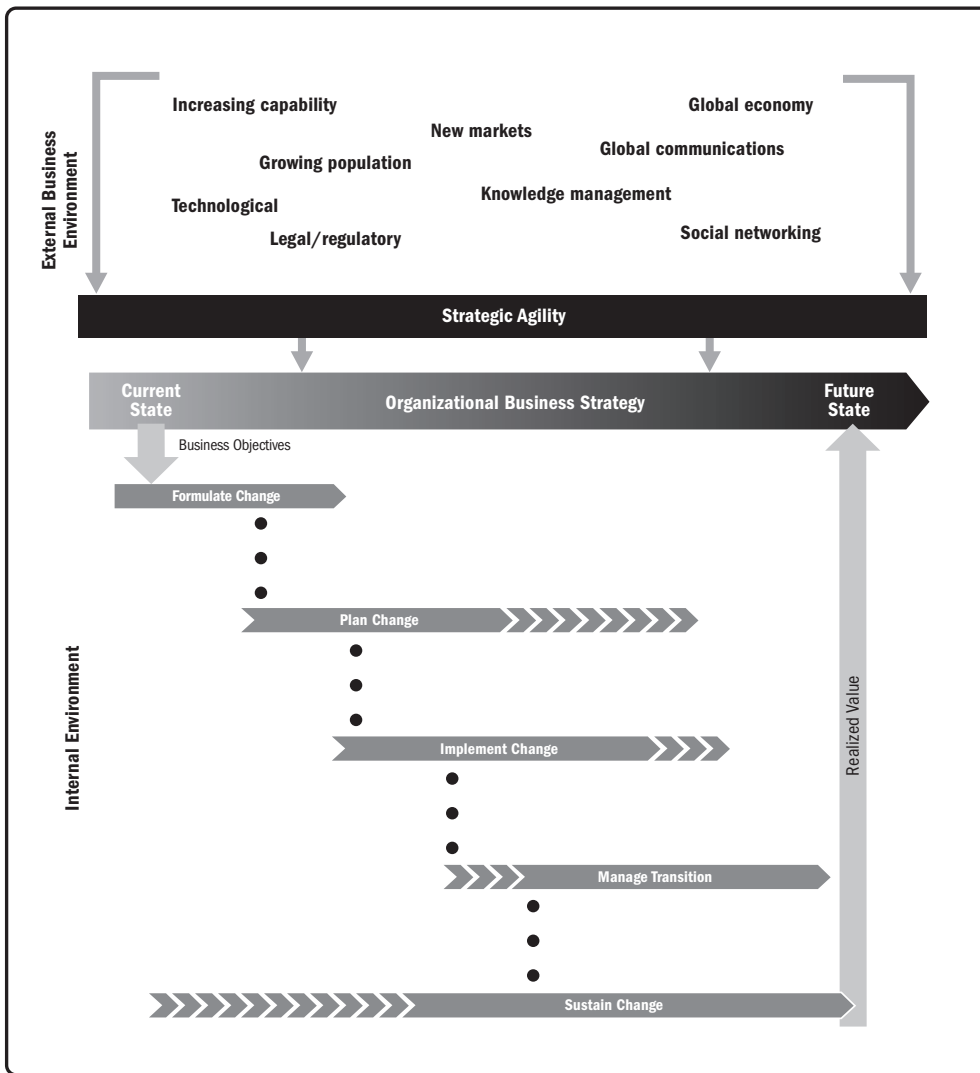 External Business
Environment
Increasing capability
Global economy
New markets
Global communications
Growing population
Knowledge management
Technological
Social networking
Legal/regulatory
Strategic Agility
Current
State
Organizational Business Strategy
Future
State
Business Objectives
Internal Environment
Formulate Change
Plan Change
Implement Change
Realized Value
Manage Transition
Sustain Change